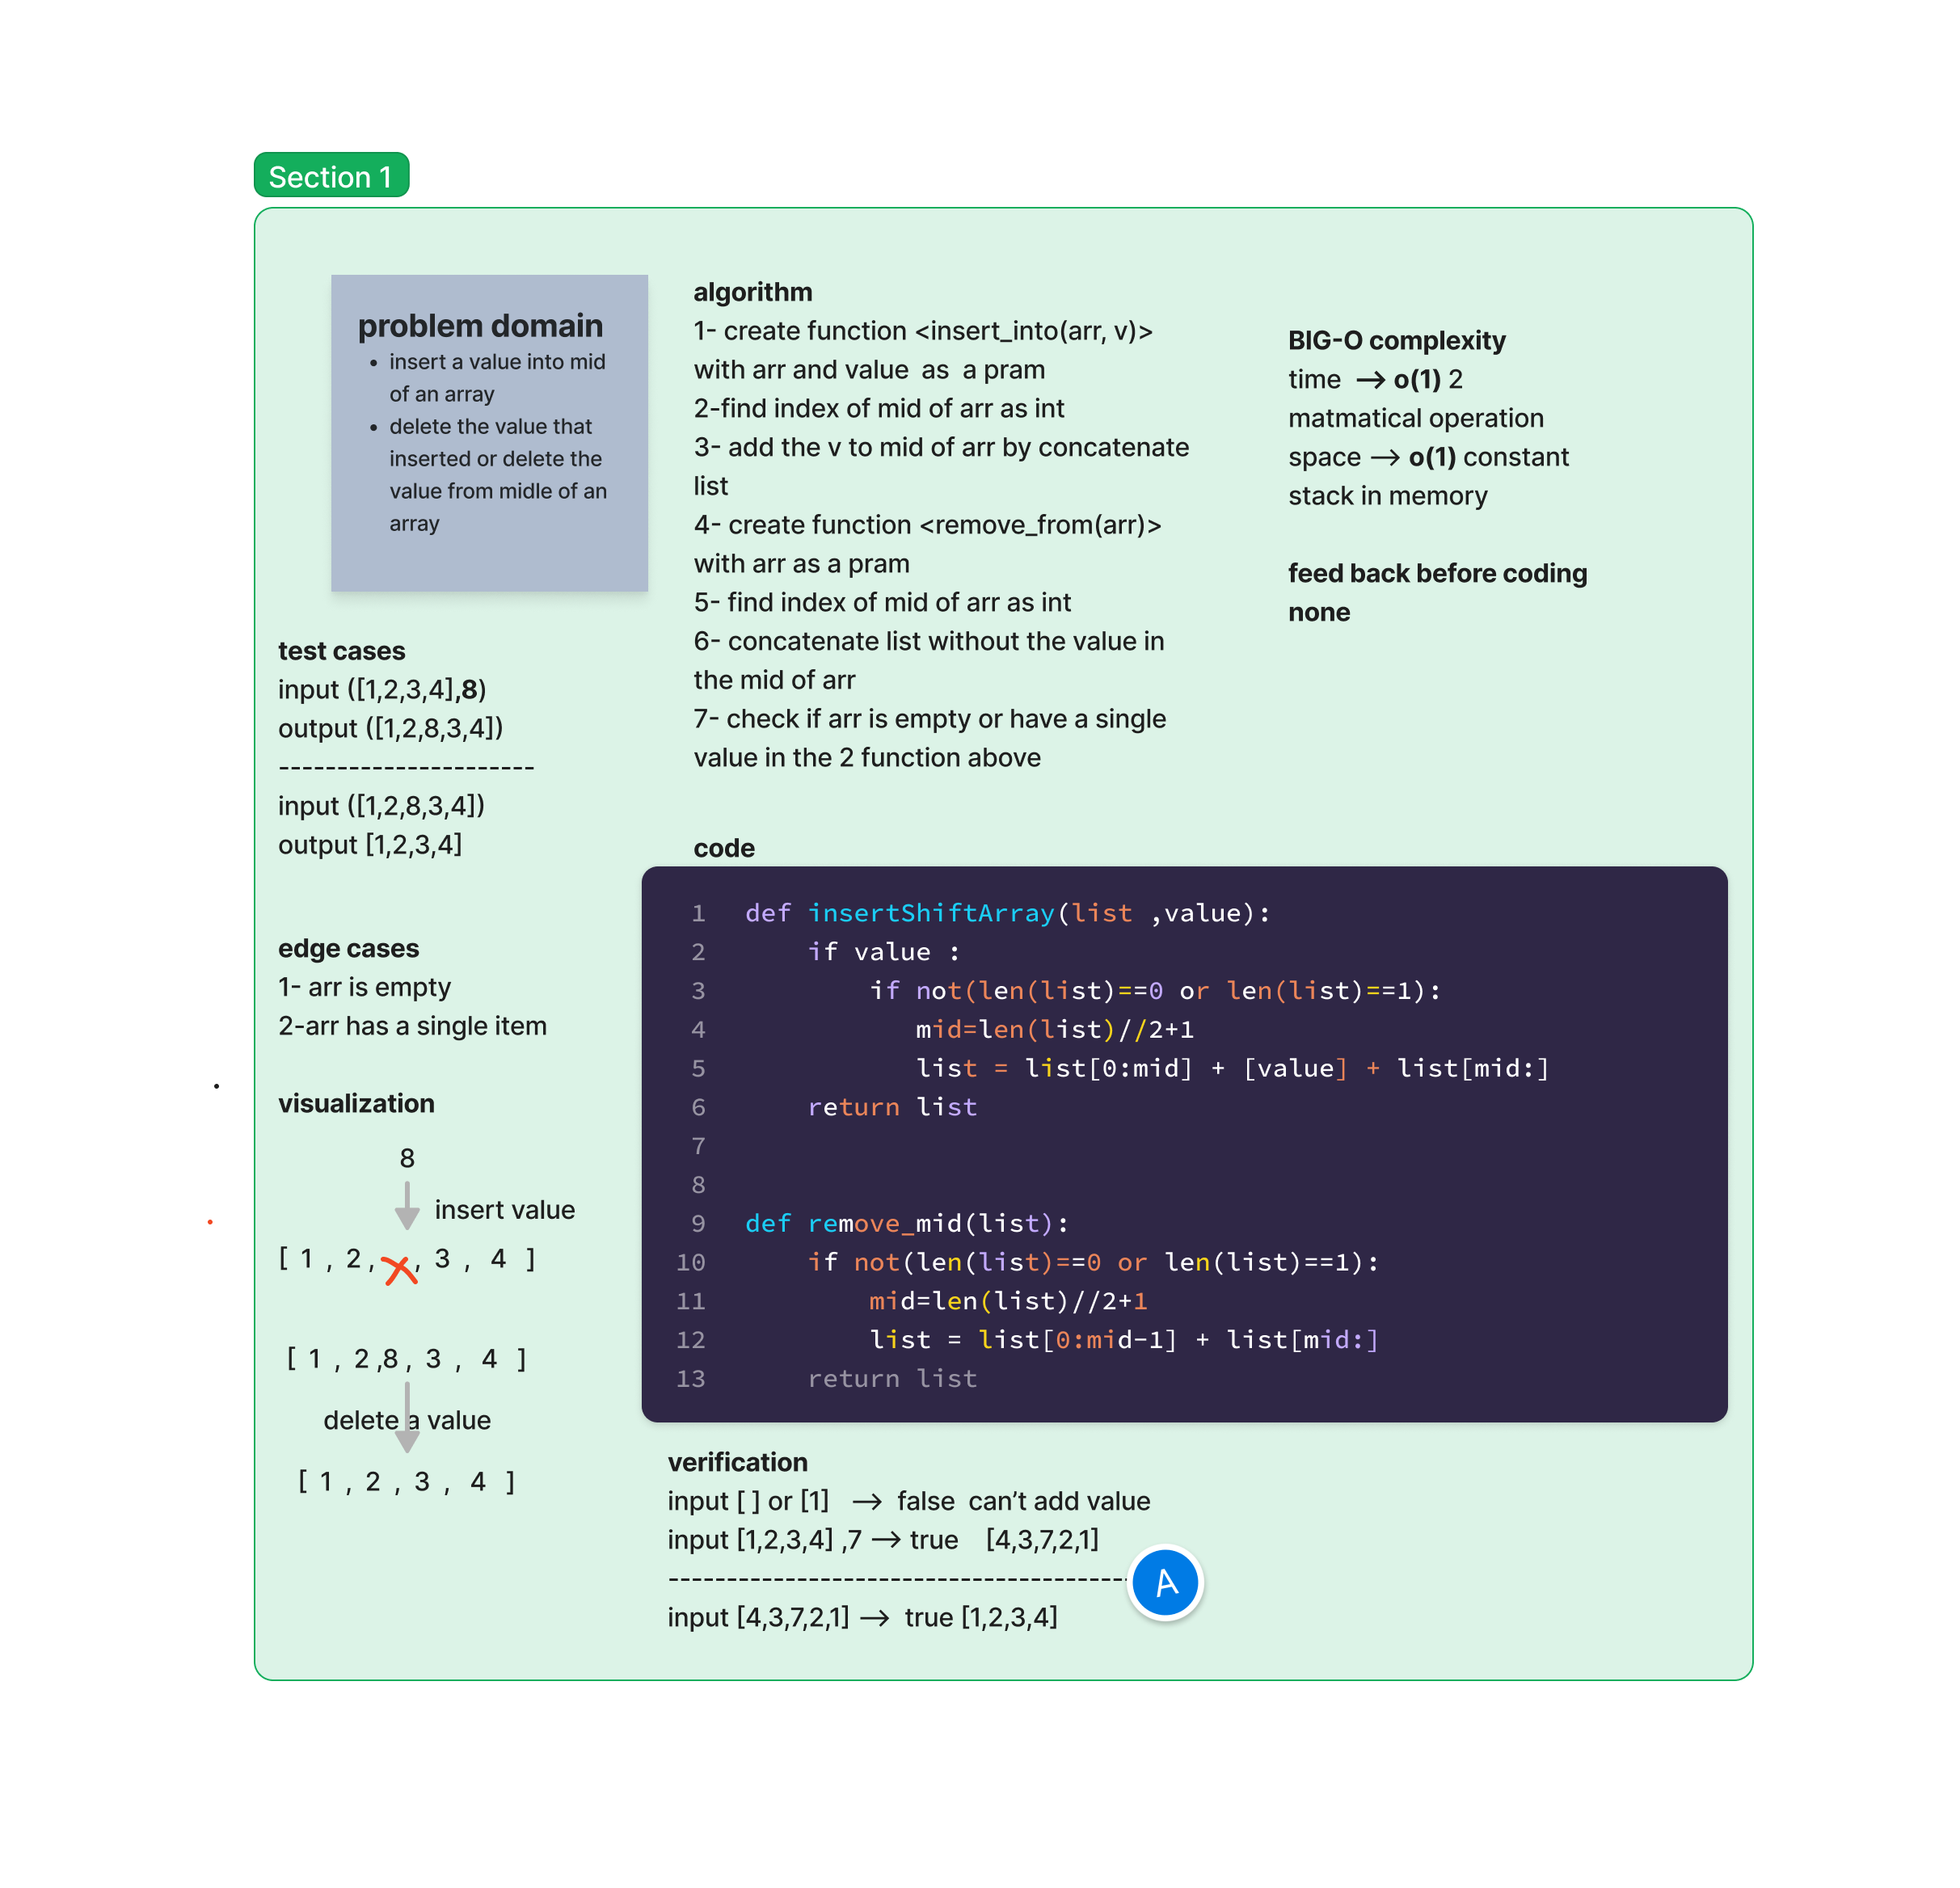 Section 1
problem domain
• insert a value into mid
of an array
• delete the value that
inserted or delete the
value from midle of an
array
test cases
input ([1,2,3,4],8)
output ([1,2,8,3,4])
----------------------
input ([1,2,8,3,4])
output [1,2,3,4]
edge cases
1- arr is empty
2-arr has a single item
visualization
8
insert value
[ 1 , 2 , , 3 , 4 ]
[ 1 , 2 ,8 , 3 , 4 ]
delete a value
[ 1 , 2 , 3 , 4 ]
algorithm
1- create function <insert_into(arr, v)>
with arr and value as a pram
2-find index of mid of arr as int
3- add the v to mid of arr by concatenate
list
4- create function <remove_from(arr)>
with arr as a pram
5- find index of mid of arr as int
6- concatenate list without the value in
the mid of arr
7- check if arr is empty or have a single
value in the 2 function above
BIG-O complexity
time → o(1) 2
matmatical operation
space → o(1) constant
stack in memory
feed back before coding
none
code
1 def insertShiftArray(list ,value):
2     if value :
3         if not(len(list)==0 or len(list)==1):
4            mid=len(list)//2+1
5            list = list[0:mid] + [value] + list[mid:]
6     return list
7
8
9 def remove_mid(list):
10     if not(len(list)==0 or len(list)==1):
11         mid=len(list)//2+1
12         list = list[0:mid-1] + list[mid:]
13     return list
verification
input [ ] or [1] → false can't add value
input [1,2,3,4] ,7 → true [4,3,7,2,1]
----------------------------------------
A
input [4,3,7,2,1] → true [1,2,3,4]